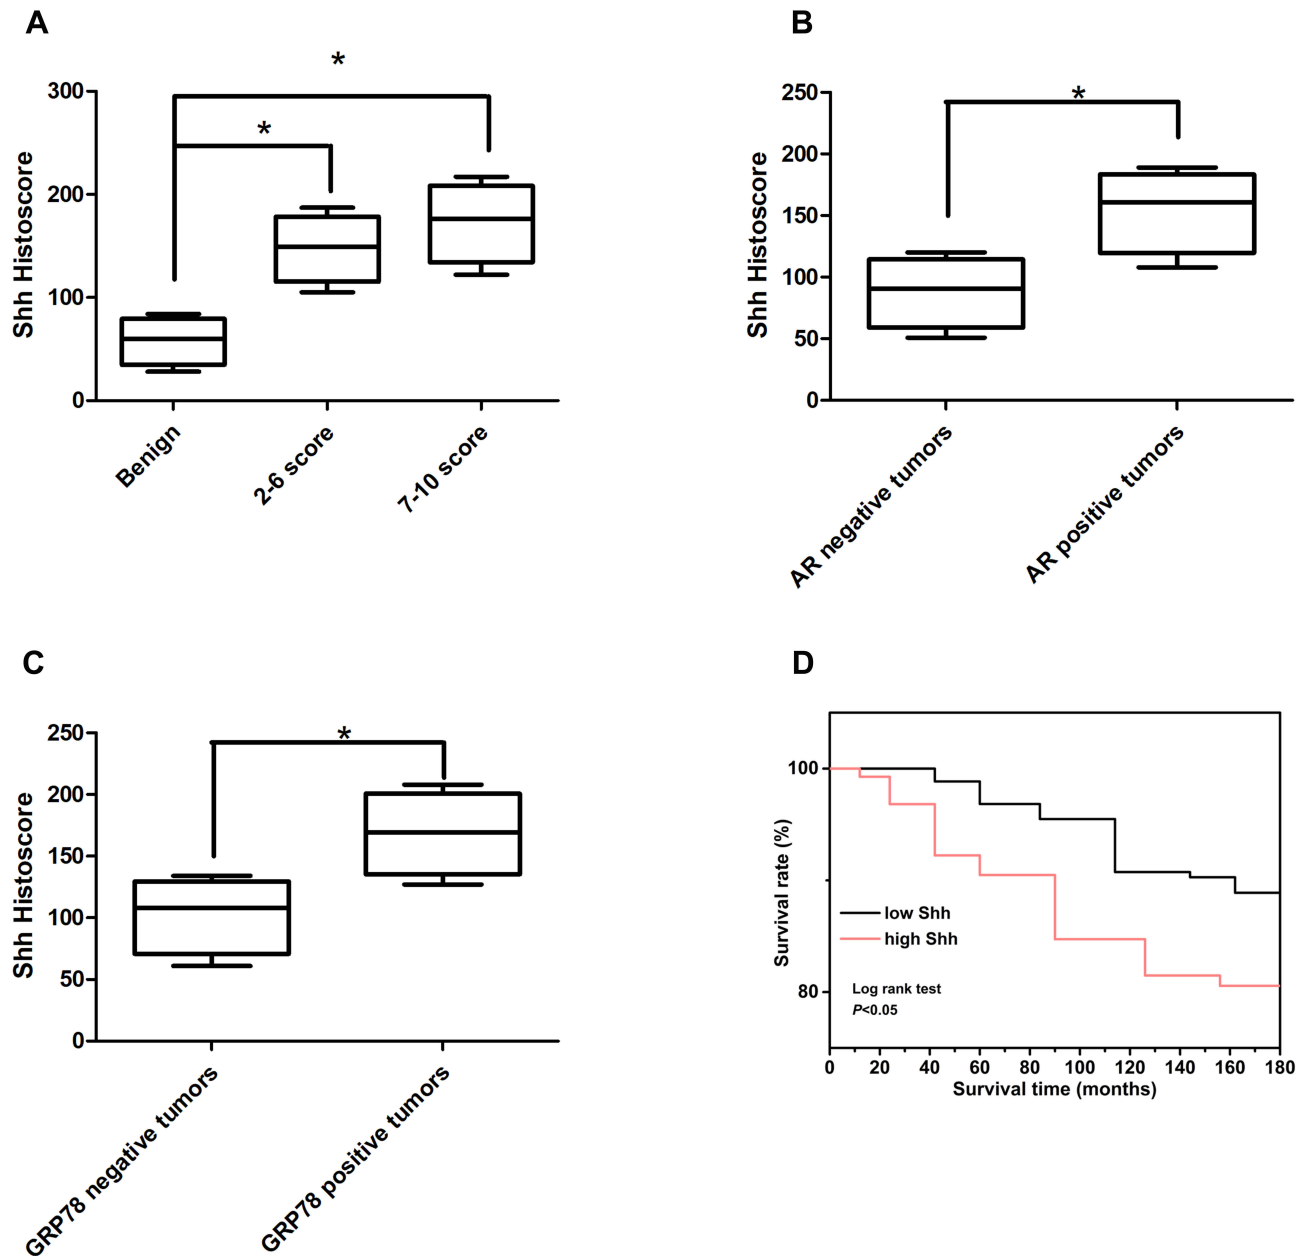 A
*
*
300
200
100
0
Shh Histoscore
Benign
2-6 score
7-10 score
B
*
250
200
150
100
50
0
Shh Histoscore
AR negative tumors
AR positive tumors
C
*
250
200
150
100
50
0
Shh Histoscore
GRP78 negative tumors
GRP78 positive tumors
D
100
80
Survival rate (%)
low Shh
high Shh
Log rank test
P<0.05
0 20 40 60 80 100 120 140 160 180
Survival time (months)